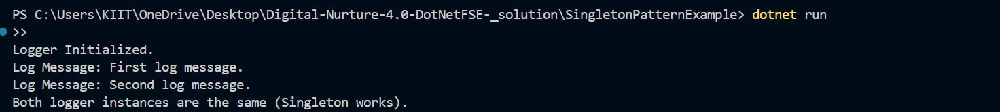 PS C:\Users\KIIT\OneDrive\Desktop\Digital-Nurture-4.0-DotNetFSE-_solution\SingletonPatternExample> dotnet run
>>
Logger Initialized.
Log Message: First log message.
Log Message: Second log message.
Both logger instances are the same (Singleton works).